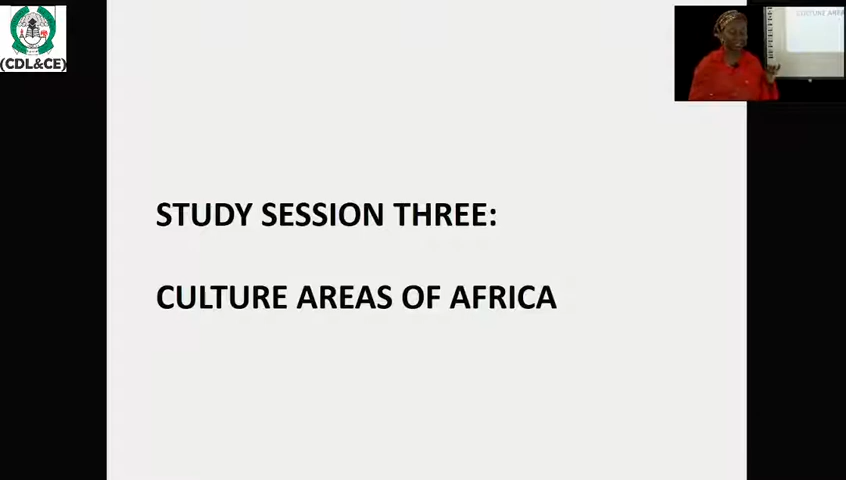 (CDL&CE)
STUDY SESSION THREE:
CULTURE AREAS OF AFRICA